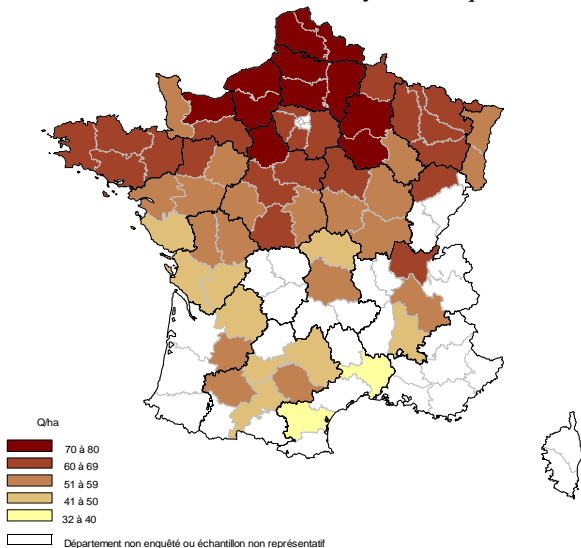 Q/ha
70 à 80
60 à 69
51 à 59
41 à 50
32 à 40
Département non enquêté ou échantillon non représentatif